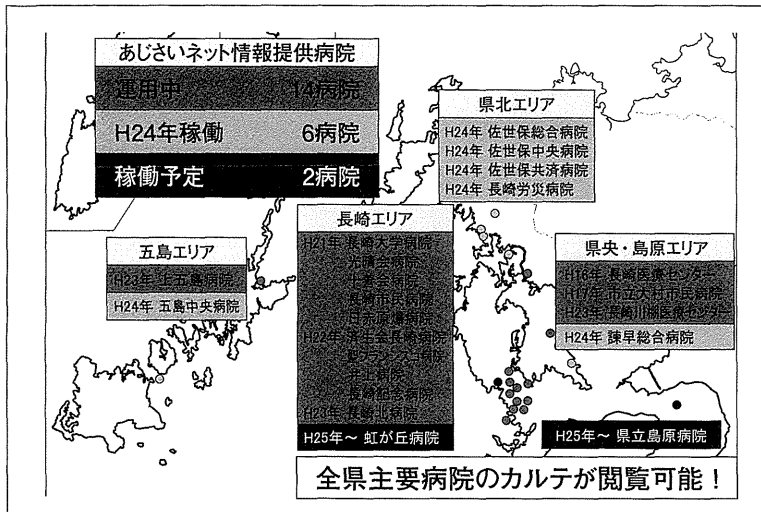 あじさいネット情報提供病院
運用中 14病院
H24年稼働 6病院
稼働予定 2病院
県北エリア
H24年 佐世保総合病院
H24年 佐世保中央病院
H24年 佐世保共済病院
H24年 長崎労災病院
五島エリア
H23年 上五島病院
H24年 五島中央病院
長崎エリア
H21年 長崎大学病院
光晴会病院
十善会病院
長崎市民病院
日赤原爆病院
済生会長崎病院
聖フランシスコ病院
井上病院
長崎記念病院
長崎北病院
H25年～ 虹が丘病院
県央・島原エリア
H16年 長崎医療センター
H17年 市立大村市民病院
H23年 長崎川棚医療センター
H24年 諫早総合病院
H25年～ 県立島原病院
全県主要病院のカルテが閲覧可能！